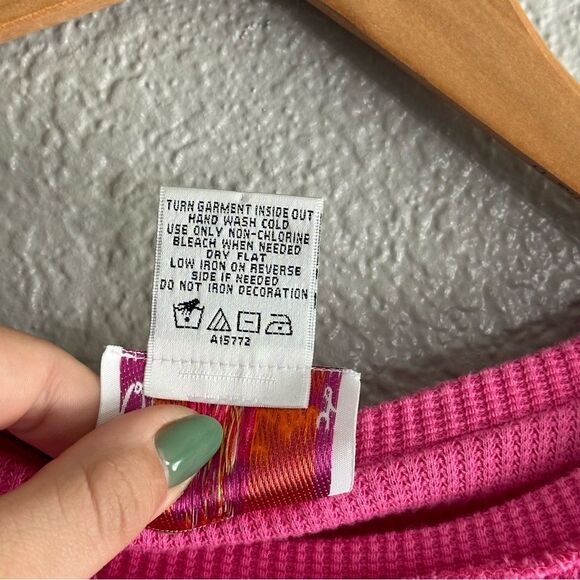 TURN GARMENT INSIDE OUT
HAND WASH COLD
USE ONLY NON-CHLORINE
BLEACH WHEN NEEDED
DRY FLAT
LOW IRON ON REVERSE
SIDE IF NEEDED
DO NOT IRON DECORATION
A15772